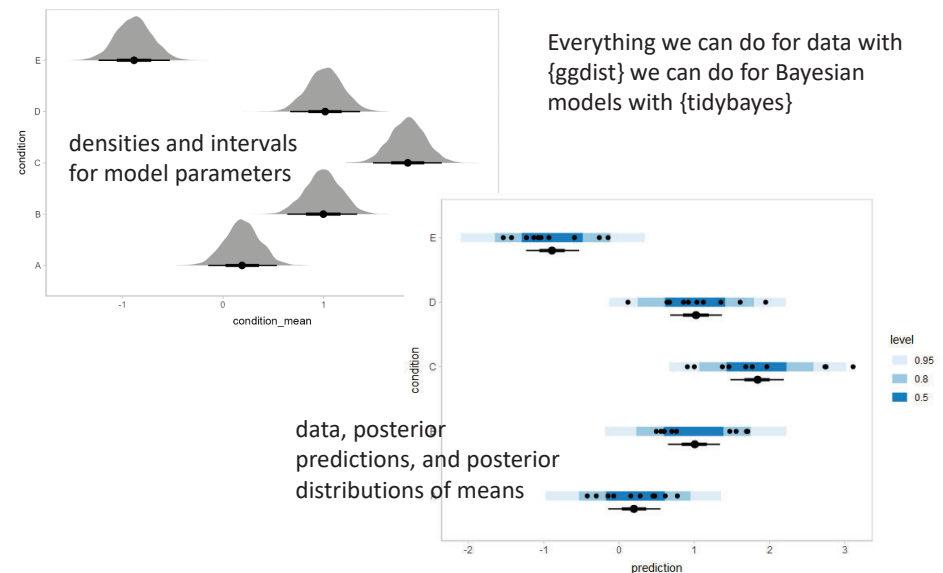 Everything we can do for data with
{ggdist} we can do for Bayesian
models with {tidybayes}
E
D
C
B
A
condition
densities and intervals
for model parameters
-1
0
1
condition_mean
E
D
C
condition
data, posterior
predictions, and posterior
distributions of means
-2
-1
0
1
2
3
prediction
level
0.95
0.8
0.5